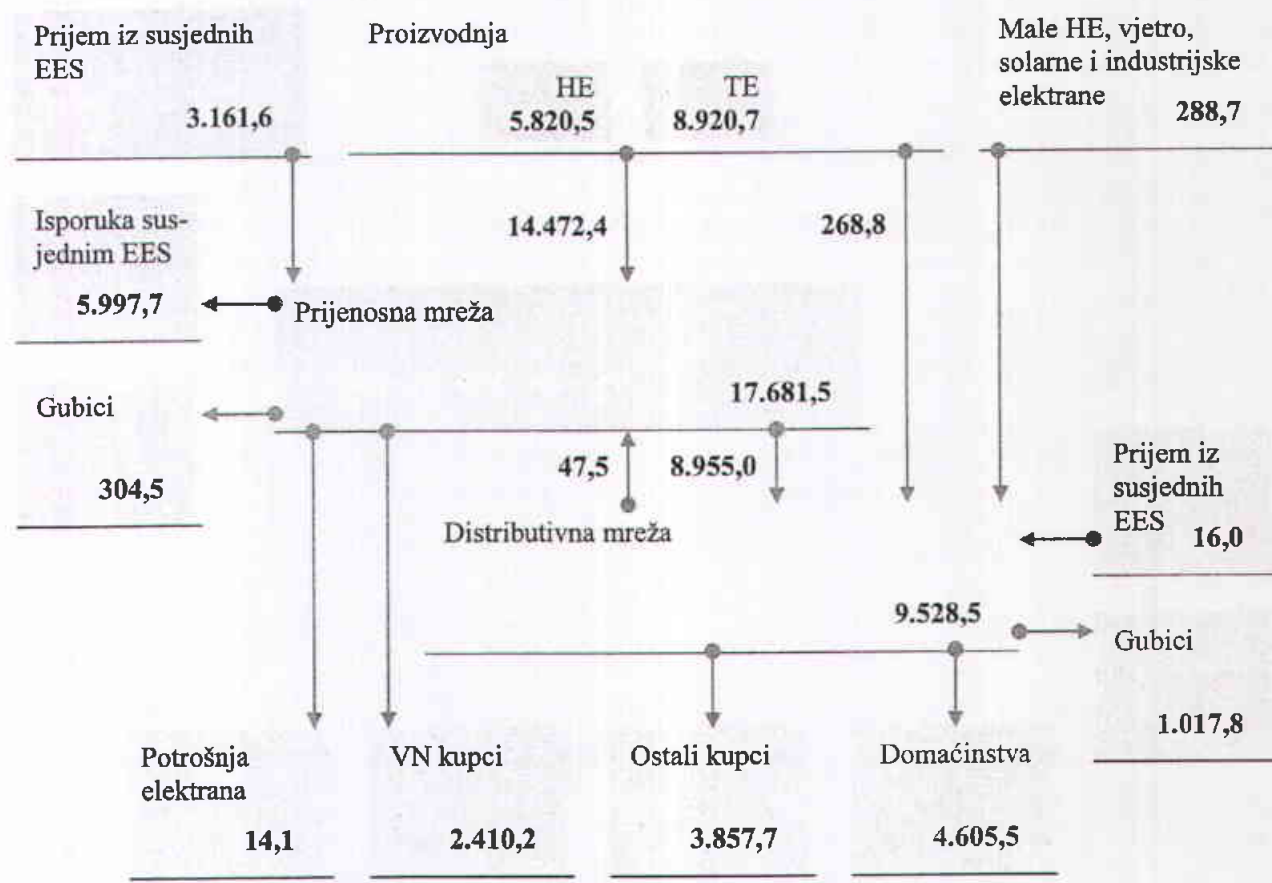 Prijem iz susjednih
EES
3.161,6
Proizvodnja
HE
5.820,5
TE
8.920,7
Male HE, vjetro,
solarne i industrijske
elektrane
288,7
Isporuka sus-
jednim EES
5.997,7
14.472,4
268,8
Prijenosna mreža
Gubici
304,5
17.681,5
47,5
8.955,0
Distributivna mreža
Prijem iz
susjednih
EES
16,0
9.528,5
Gubici
1.017,8
Potrošnja
elektrana
14,1
VN kupci
2.410,2
Ostali kupci
3.857,7
Domaćinstva
4.605,5